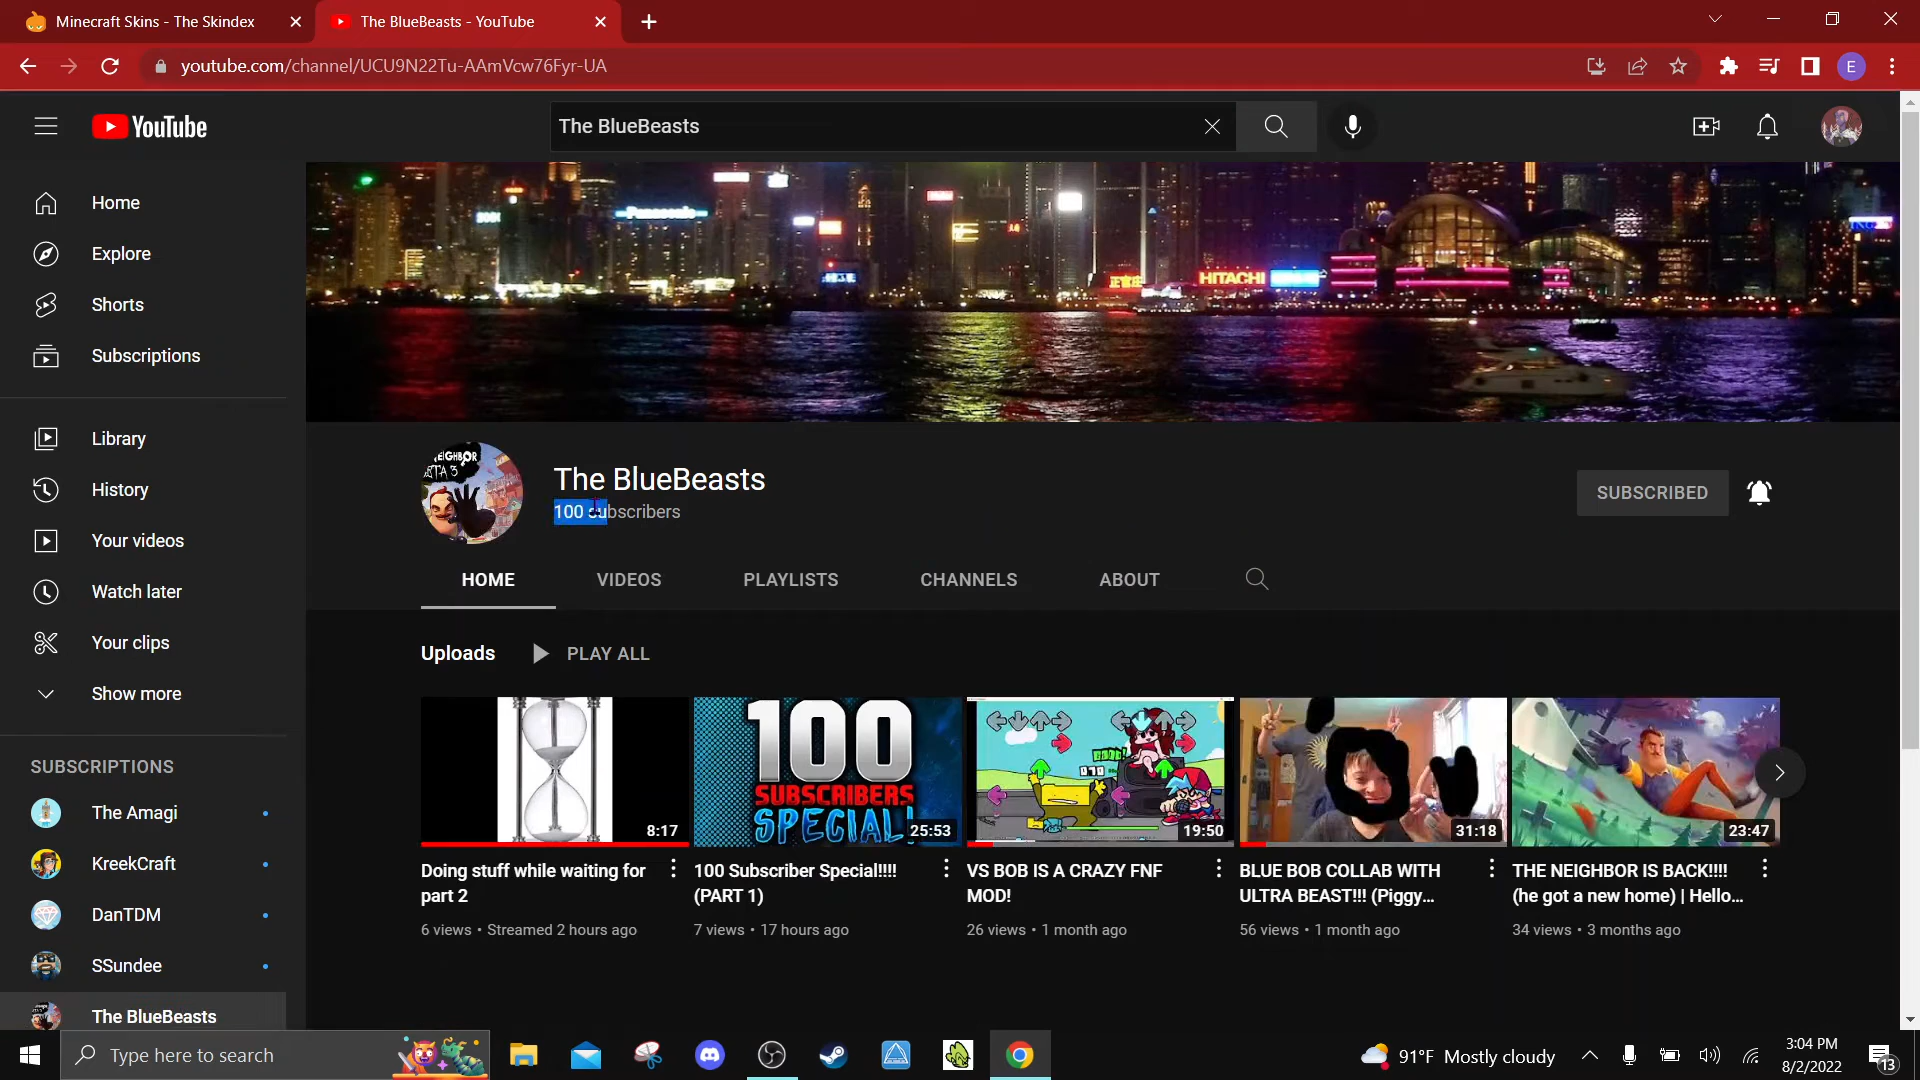 Minecraft Skins - The Skindex
The BlueBeasts - YouTube
youtube.com/channel/UCU9N22Tu-AAmVcw76Fyr-UA
E
YouTube
The BlueBeasts
Home
Explore
Shorts
Subscriptions
Library
History
Your videos
Watch later
Your clips
Show more
SUBSCRIPTIONS
The Amagi
KreekCraft
DanTDM
SSundee
The BlueBeasts
Panasonic
HITACHI
The BlueBeasts
100 subscribers
SUBSCRIBED
HOME
VIDEOS
PLAYLISTS
CHANNELS
ABOUT
Uploads
PLAY ALL
8:17
Doing stuff while waiting for
part 2
6 views • Streamed 2 hours ago
100
SUBSCRIBERS
SPECIAL!
25:53
100 Subscriber Special!!!!
(PART 1)
7 views • 17 hours ago
19:50
VS BOB IS A CRAZY FNF
MOD!
26 views • 1 month ago
31:18
BLUE BOB COLLAB WITH
ULTRA BEAST!!! (Piggy...
56 views • 1 month ago
23:47
THE NEIGHBOR IS BACK!!!!
(he got a new home) | Hello...
34 views • 3 months ago
Type here to search
91°F Mostly cloudy
3:04 PM
8/2/2022
13